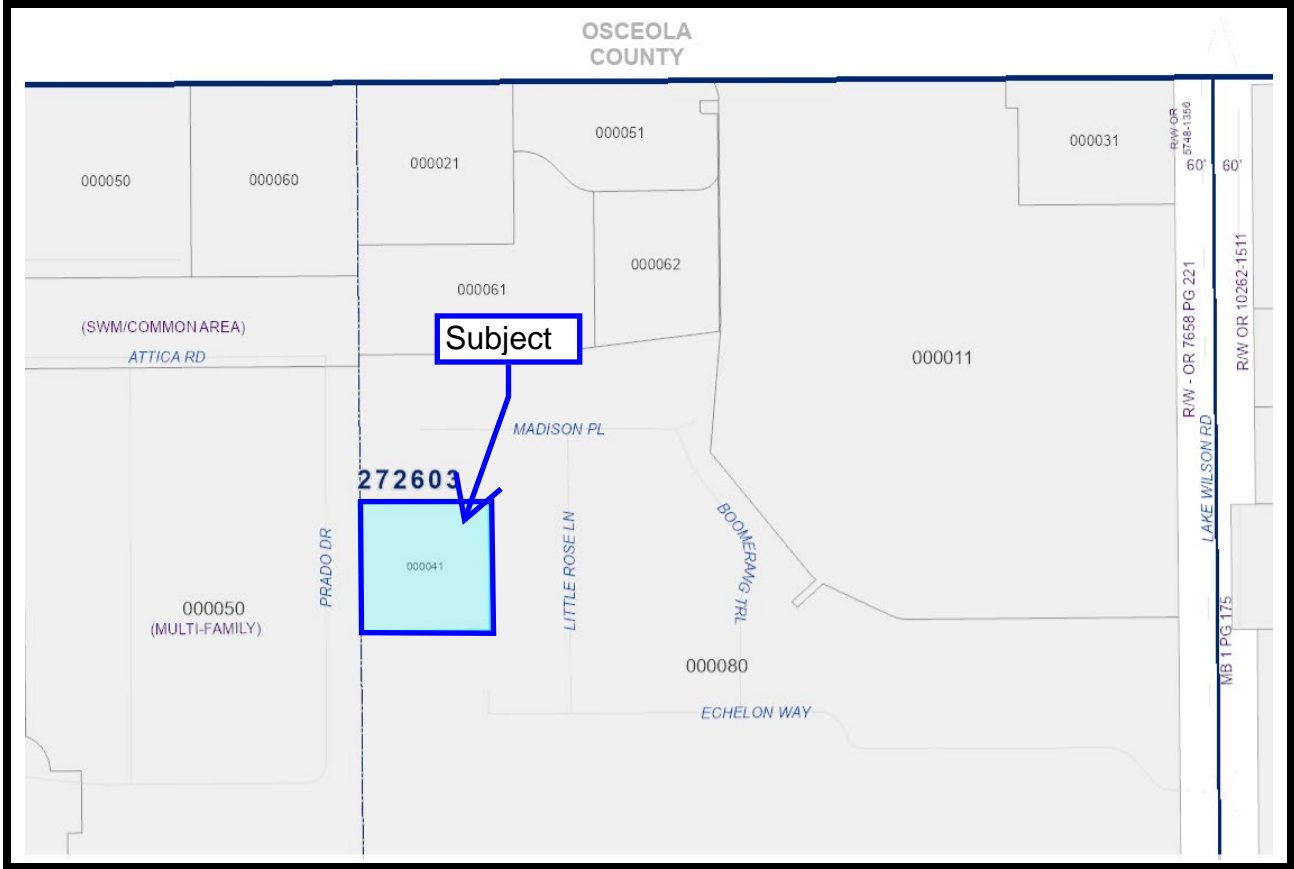 OSCEOLA
COUNTY
000050
000060
000021
000051
000031
R/W OR
5748-1356
60'
60'
000062
000061
(SWM/COMMON AREA)
ATTICA RD
Subject
000011
R/W - OR 7658 PG 221
R/W OR 10262-1511
MADISON PL
272603
LAKE WILSON RD
000041
PRADO DR
LITTLE ROSE LN
BOOMERANG TRL
000050
(MULTI-FAMILY)
MB 1 PG 175
000080
ECHELON WAY